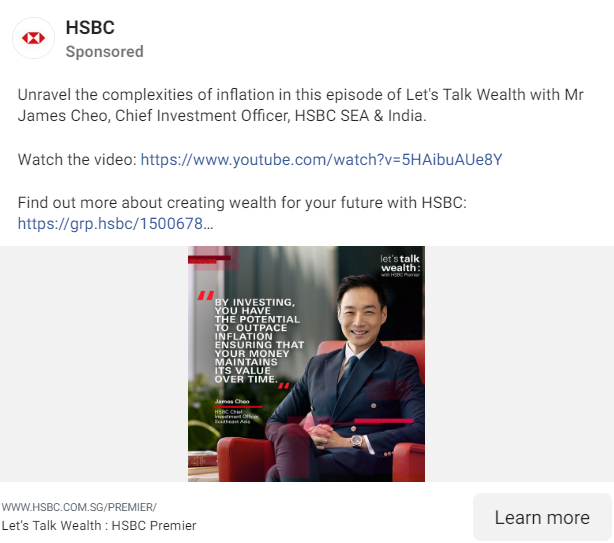 HSBC
Sponsored
Unravel the complexities of inflation in this episode of Let's Talk Wealth with Mr
James Cheo, Chief Investment Officer, HSBC SEA & India.
Watch the video: https://www.youtube.com/watch?v=5HAibuAUe8Y
Find out more about creating wealth for your future with HSBC:
https://grp.hsbc/1500678...
let's talk
wealth:
with HSBC Premier
“BY INVESTING,
YOU HAVE
THE POTENTIAL
TO OUTPACE
INFLATION
ENSURING THAT
YOUR MONEY
MAINTAINS
ITS VALUE
OVER TIME.”
James Cheo
HSBC Chief
Investment Officer
Southeast Asia
WWW.HSBC.COM.SG/PREMIER/
Let's Talk Wealth : HSBC Premier
Learn more